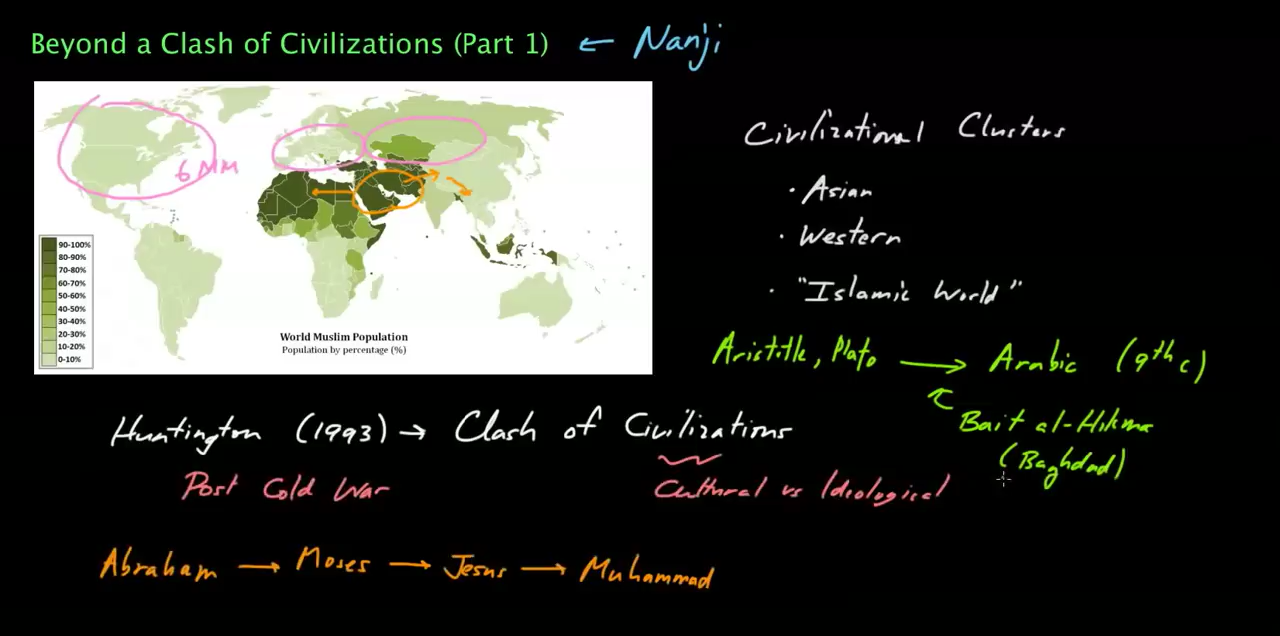 Beyond a Clash of Civilizations (Part 1) ← Nanji
6 MM
90-100%
80-90%
70-80%
60-70%
50-60%
40-50%
30-40%
20-30%
10-20%
0-10%
World Muslim Population
Population by percentage (%)
Civilizational Clusters
· Asian
· Western
· "Islamic World"
Aristitle, Plato → Arabic (9th c)
Bait al-Hikma
(Baghdad)
Huntington (1993) → Clash of Civilizations
Post Cold War
Cultural vs Ideological
Abraham → Moses → Jesus → Muhammad